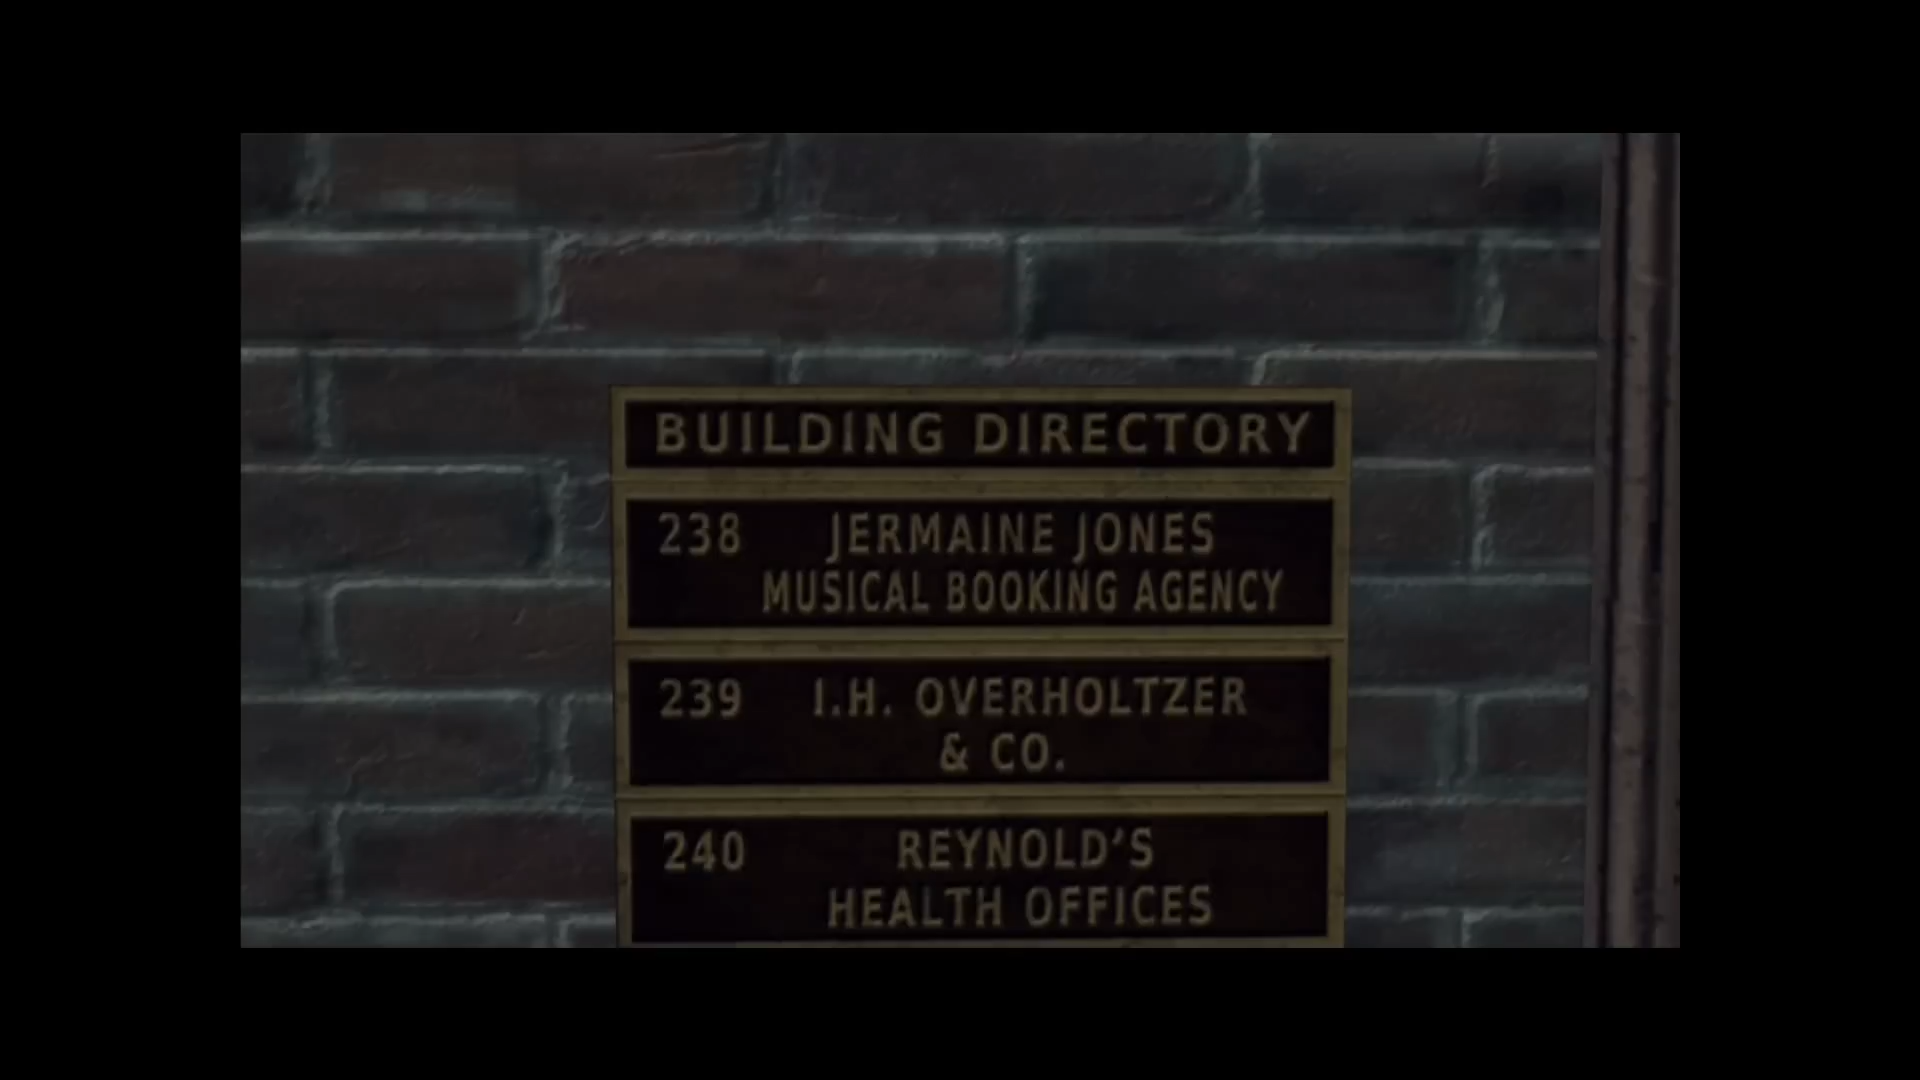 BUILDING DIRECTORY
238 JERMAINE JONES
MUSICAL BOOKING AGENCY
239 I.H. OVERHOLTZER
& CO.
240 REYNOLD'S
HEALTH OFFICES